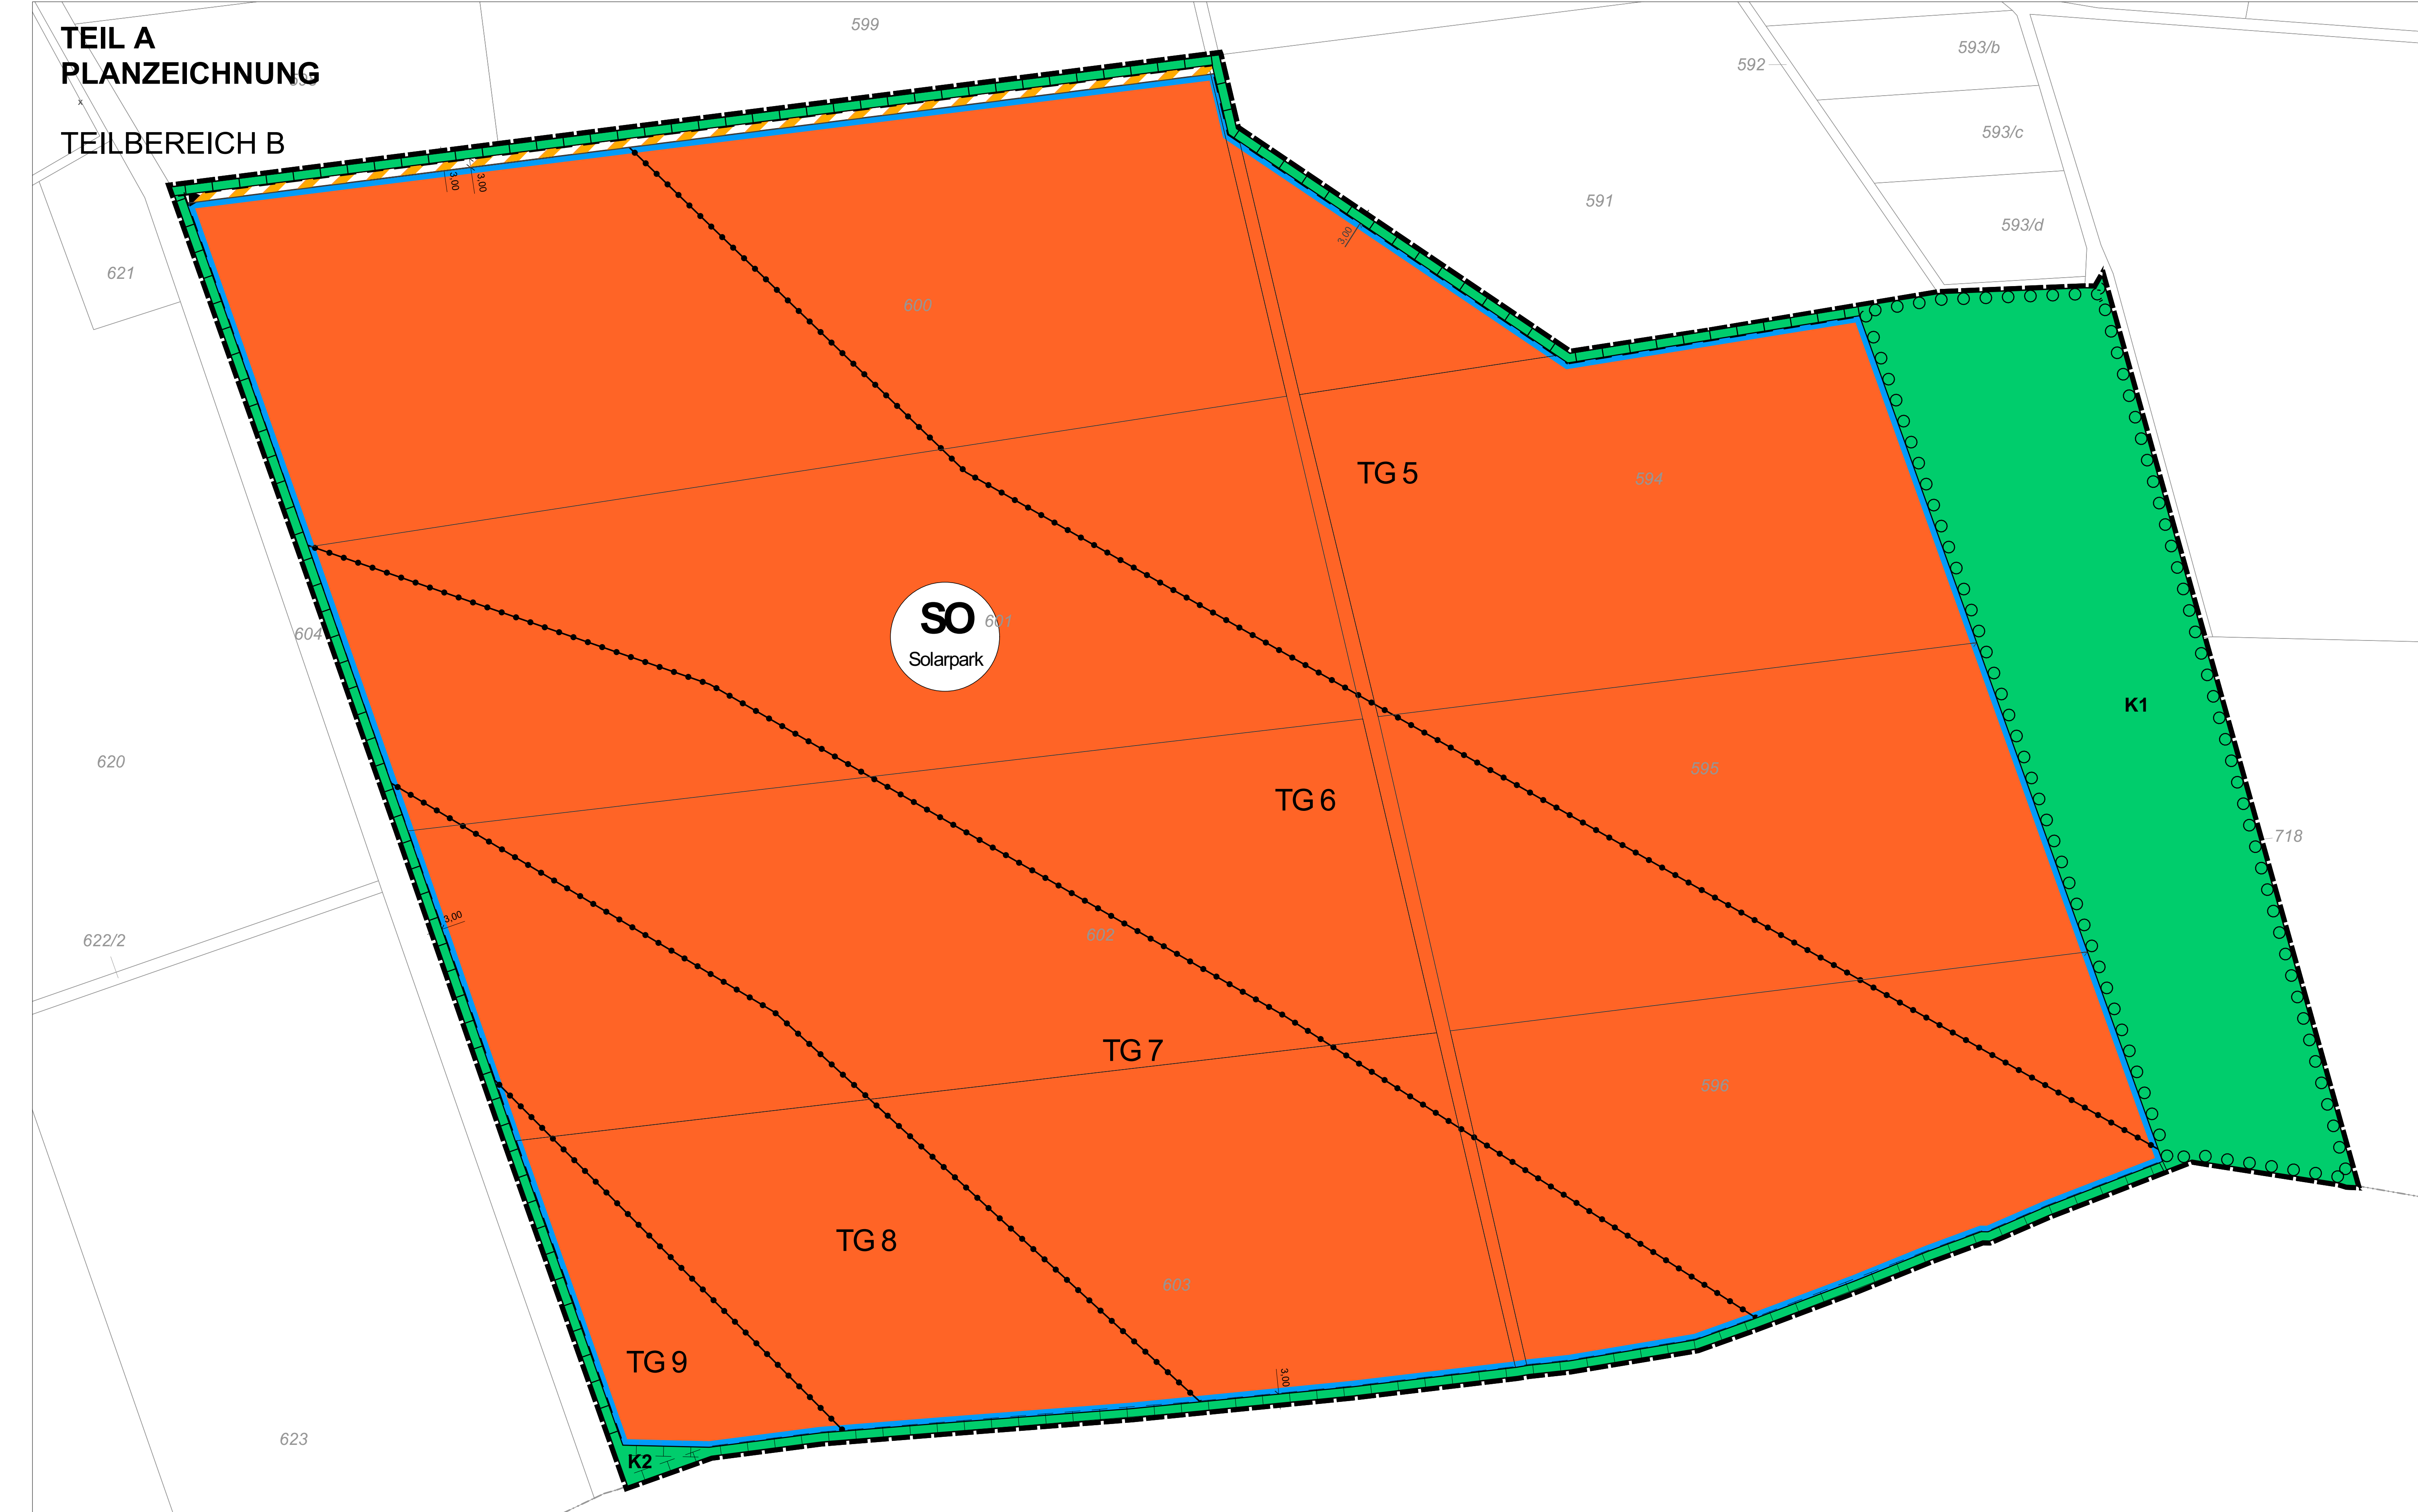 TEIL A
PLANZEICHNUNG
TEILBEREICH B
x
599
592
593/b
593/c
593/d
591
3,00
3,00
3,00
621
600
TG 5
594
SO
Solarpark
601
604
K1
620
TG 6
595
718
3,00
622/2
602
TG 7
596
TG 8
603
TG 9
3,00
623
K2